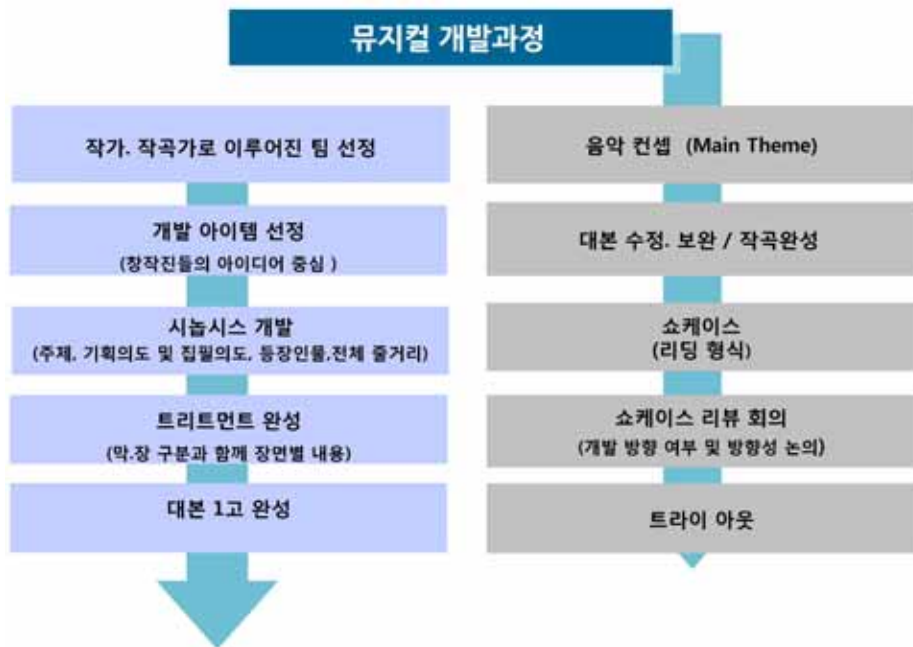 뮤지컬 개발과정
작가. 작곡가로 이루어진 팀 선정
개발 아이템 선정
(창작진들의 아이디어 중심 )
시놉시스 개발
(주제, 기획의도 및 집필의도, 등장인물,전체 줄거리)
트리트먼트 완성
(막.장 구분과 함께 장면별 내용)
대본 1고 완성
음악 컨셉 (Main Theme)
대본 수정. 보완 / 작곡완성
쇼케이스
(리딩 형식)
쇼케이스 리뷰 회의
(개발 방향 여부 및 방향성 논의)
트라이 아웃